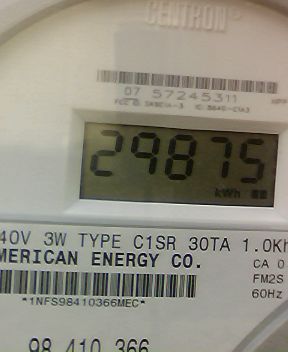 CENTRON®
07 57245311
29875
kWh
40V 3W TYPE C1SR 30TA 1.0Kh
MERICAN ENERGY CO.
CA 0
FM2S
*1NFS98410366MEC*
60Hz
98 410 366